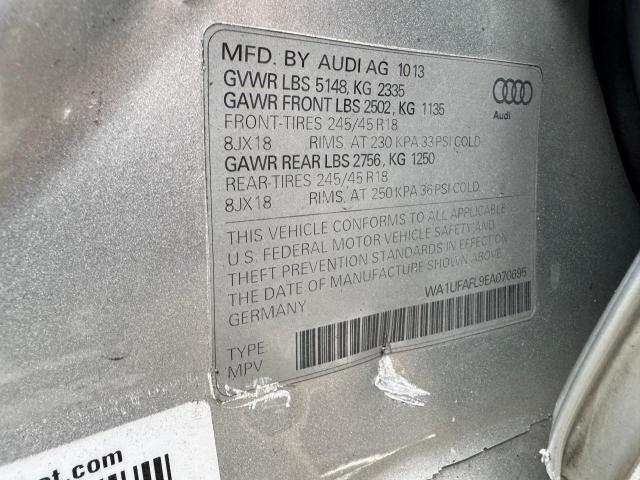 MFD. BY AUDI AG 10 13
GVWR LBS 5148, KG 2335
GAWR FRONT LBS 2502, KG 1135
FRONT-TIRES 245/45 R18
8JX18 RIMS, AT 230 KPA 33 PSI COLD
GAWR REAR LBS 2756, KG 1250
REAR-TIRES 245/45 R18
8JX18 RIMS, AT 250 KPA 36 PSI COLD
Audi
THIS VEHICLE CONFORMS TO ALL APPLICABLE
U.S. FEDERAL MOTOR VEHICLE SAFETY AND
THEFT PREVENTION STANDARDS IN EFFECT ON
THE DATE OF MANUFACTURE SHOWN ABOVE.
GERMANY
WA1UFAFL9EA070695
TYPE
MPV